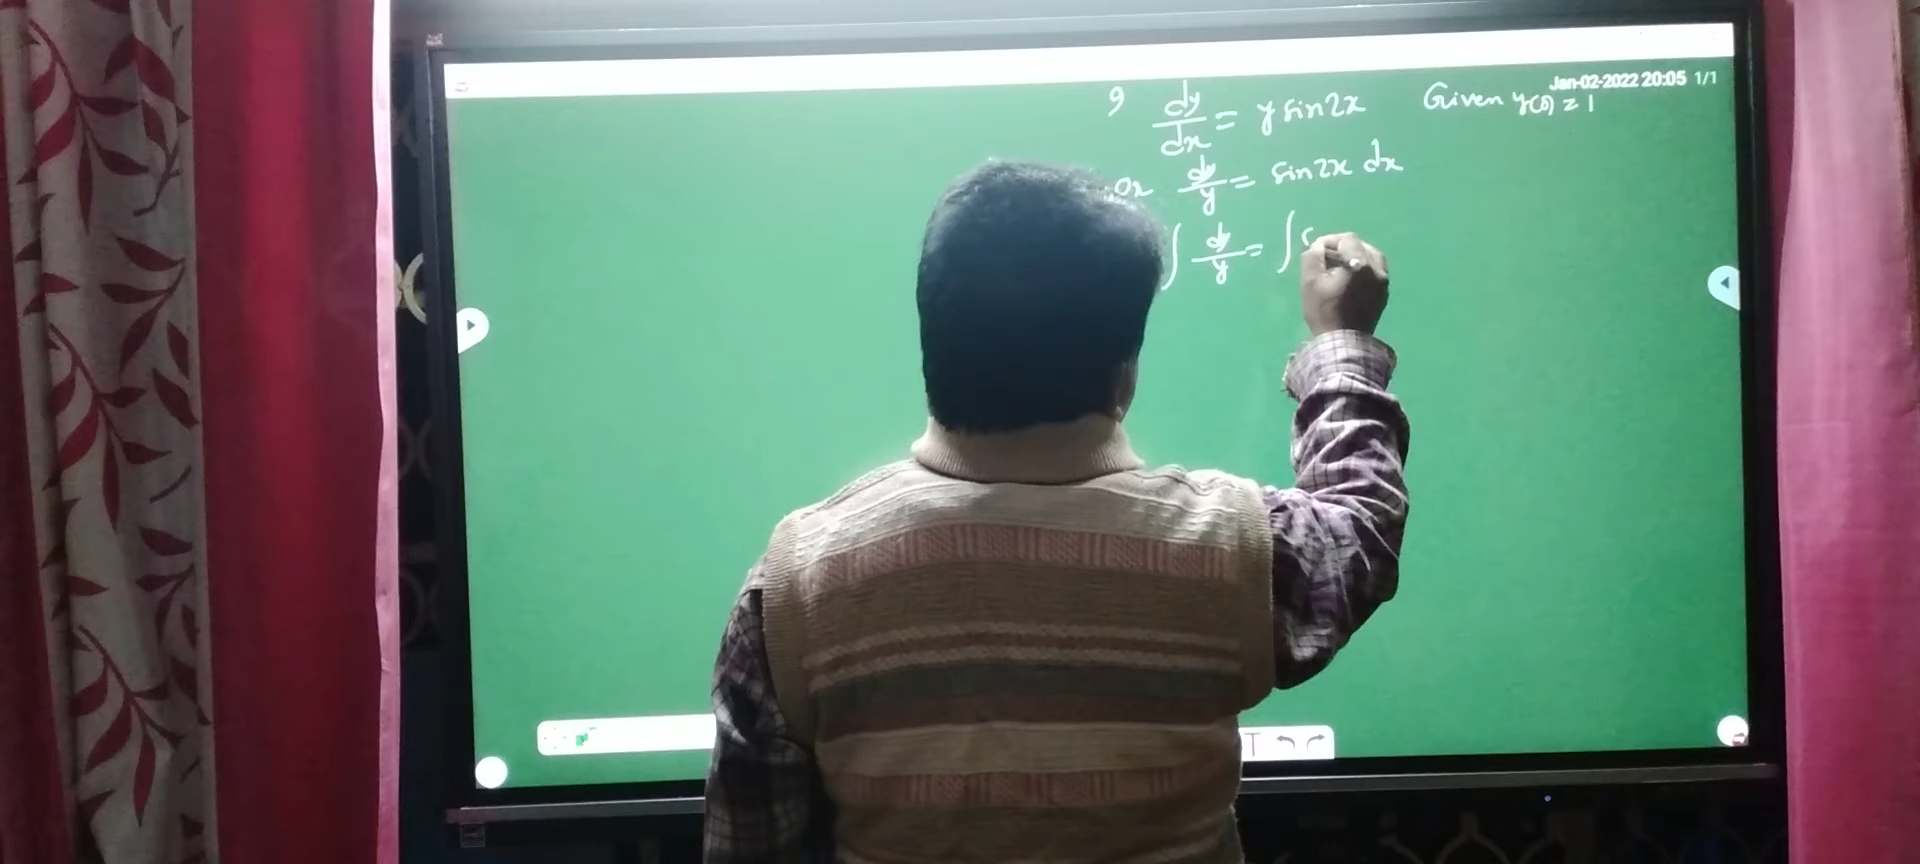 Jan-02-2022 20:05 1/1
9 dy/dx = y sin2x Given y(0) = 1
Or dy/y = sin2x dx
∫ dy/y = ∫ s
T